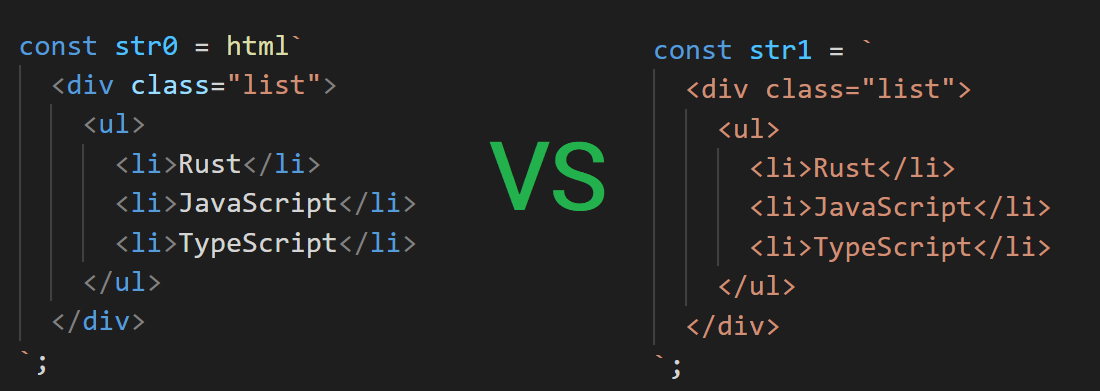 const str0 = html`
  <div class="list">
    <ul>
      <li>Rust</li>
      <li>JavaScript</li>
      <li>TypeScript</li>
    </ul>
  </div>
`;
VS
const str1 = `
  <div class="list">
    <ul>
      <li>Rust</li>
      <li>JavaScript</li>
      <li>TypeScript</li>
    </ul>
  </div>
`;